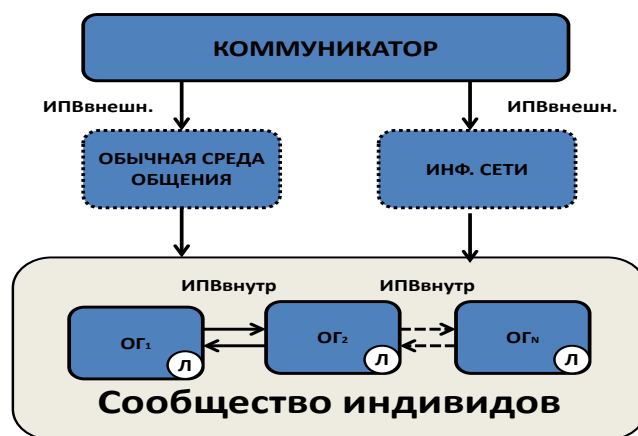 КОММУНИКАТОР
ИПВвнешн. ИПВвнешн.
ОБЫЧНАЯ СРЕДА
ОБЩЕНИЯ
ИНФ. СЕТИ
ИПВвнутр ИПВвнутр
ОГ₁ ОГ₂ ОГN
Л Л Л
Сообщество индивидов